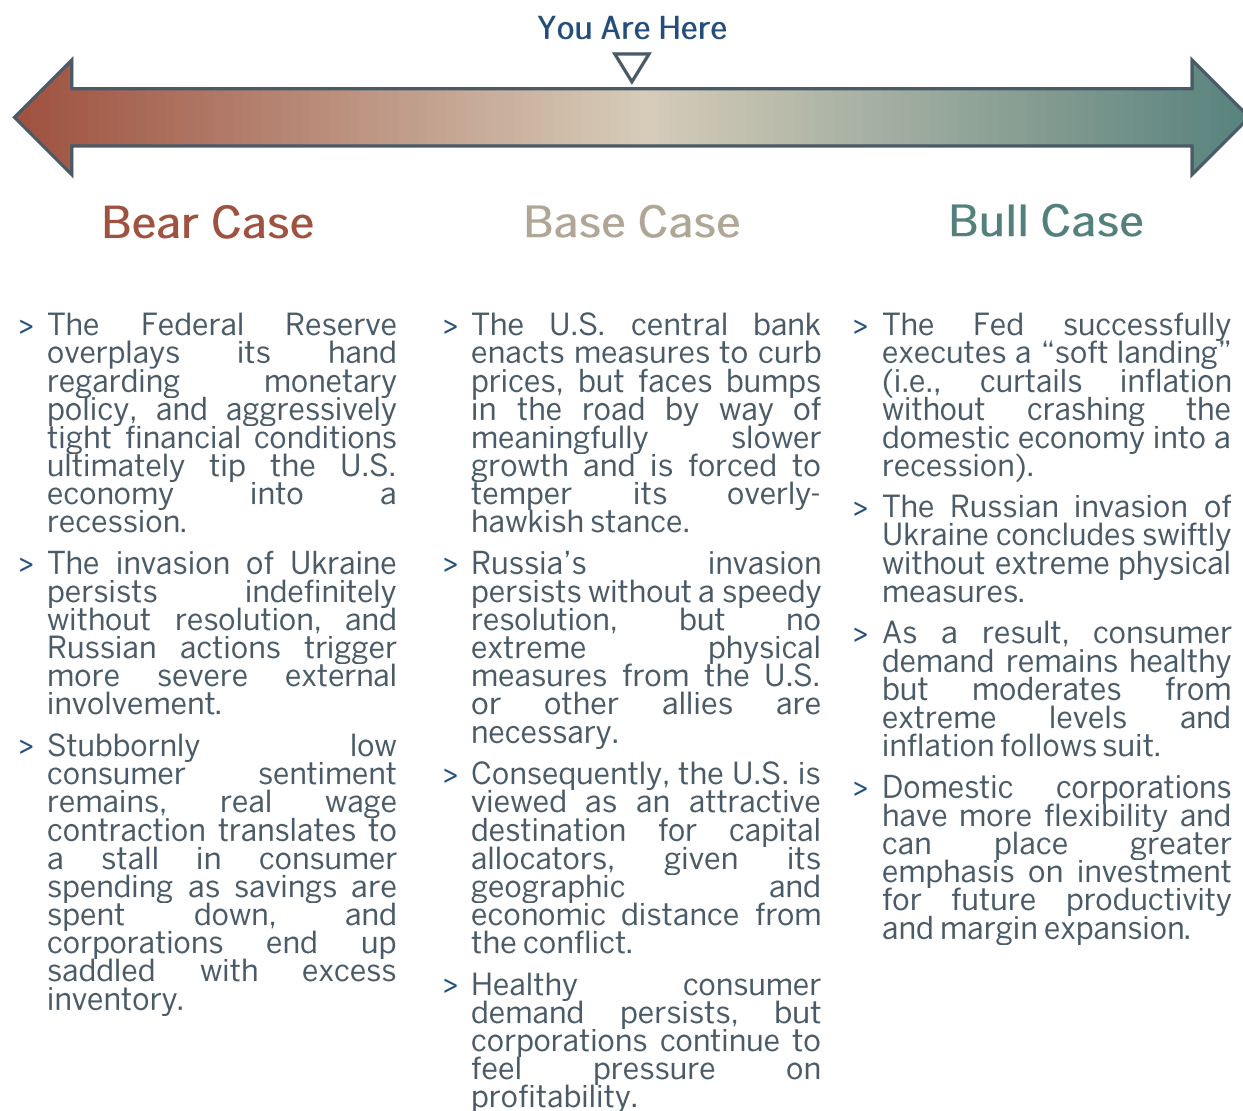 You Are Here
Bear Case
Base Case
Bull Case
> The Federal Reserve
overplays its hand
regarding monetary
policy, and aggressively
tight financial conditions
ultimately tip the U.S.
economy into a
recession.
> The invasion of Ukraine
persists indefinitely
without resolution, and
Russian actions trigger
more severe external
involvement.
> Stubbornly low
consumer sentiment
remains, real wage
contraction translates to
a stall in consumer
spending as savings are
spent down, and
corporations end up
saddled with excess
inventory.
> The U.S. central bank
enacts measures to curb
prices, but faces bumps
in the road by way of
meaningfully slower
growth and is forced to
temper its overly-
hawkish stance.
> Russia’s invasion
persists without a speedy
resolution, but no
extreme physical
measures from the U.S.
or other allies are
necessary.
> Consequently, the U.S. is
viewed as an attractive
destination for capital
allocators, given its
geographic and
economic distance from
the conflict.
> Healthy consumer
demand persists, but
corporations continue to
feel pressure on
profitability.
> The Fed successfully
executes a “soft landing”
(i.e., curtails inflation
without crashing the
domestic economy into a
recession).
> The Russian invasion of
Ukraine concludes swiftly
without extreme physical
measures.
> As a result, consumer
demand remains healthy
but moderates from
extreme levels and
inflation follows suit.
> Domestic corporations
have more flexibility and
can place greater
emphasis on investment
for future productivity
and margin expansion.